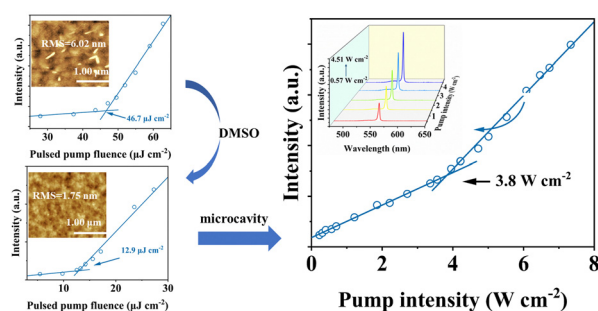 Intensity (a.u.)
RMS=6.02 nm
1.00 μm
46.7 μJ cm-2
30 40 50 60
Pulsed pump fluence (μJ cm-2)
DMSO
Intensity (a.u.)
RMS=1.75 nm
1.00 μm
12.9 μJ cm-2
0 10 20 30
Pulsed pump fluence (μJ cm-2)
microcavity
Intensity (a.u.)
4.51 W cm-2
0.57 W cm-2
Intensity (a.u.)
1 2 3 4
Pump intensity (W cm-2)
500 550 600 650
Wavelength (nm)
3.8 W cm-2
0 2 4 6 8
Pump intensity (W cm-2)